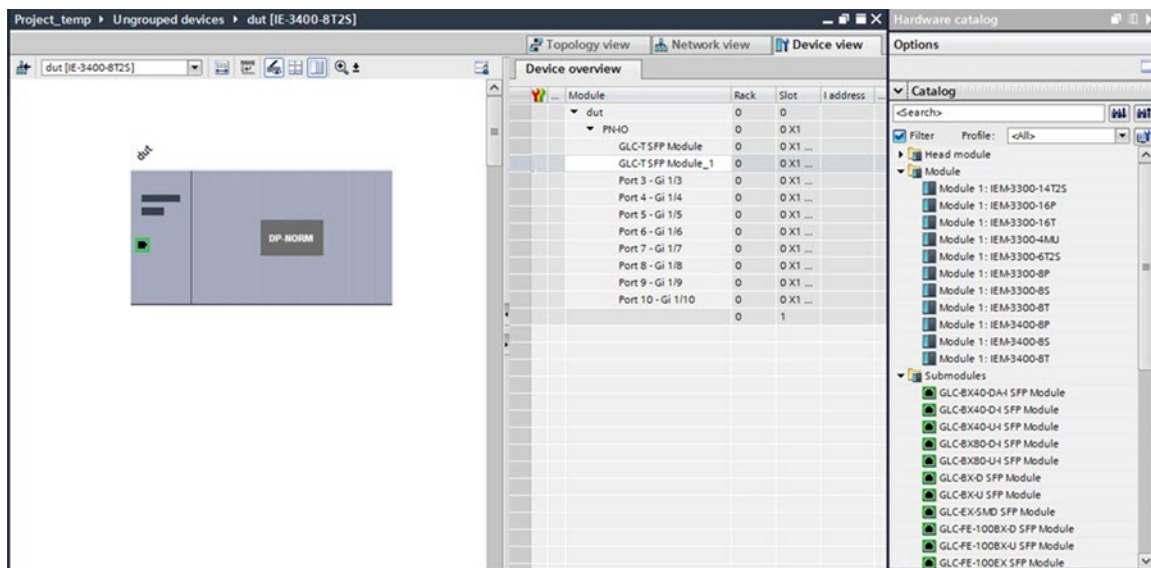 Project_temp ▸ Ungrouped devices ▸ dut [IE-3400-8T2S]
Topology view
Network view
Device view
dut [IE-3400-8T2S]
Device overview
... Module Rack Slot I address ...
dut 0 0
PN-IO 0 0 X1
GLC-T SFP Module 0 0 X1 ...
GLC-T SFP Module_1 0 0 X1 ...
Port 3 - Gi 1/3 0 0 X1 ...
Port 4 - Gi 1/4 0 0 X1 ...
Port 5 - Gi 1/5 0 0 X1 ...
Port 6 - Gi 1/6 0 0 X1 ...
Port 7 - Gi 1/7 0 0 X1 ...
Port 8 - Gi 1/8 0 0 X1 ...
Port 9 - Gi 1/9 0 0 X1 ...
Port 10 - Gi 1/10 0 0 X1 ...
0 1
dut
DP-NORM
Hardware catalog
Options
Catalog
<Search>
Filter Profile: <All>
Head module
Module
Module 1: IEM-3300-14T2S
Module 1: IEM-3300-16P
Module 1: IEM-3300-16T
Module 1: IEM-3300-4MU
Module 1: IEM-3300-6T2S
Module 1: IEM-3300-8P
Module 1: IEM-3300-8S
Module 1: IEM-3300-8T
Module 1: IEM-3400-8P
Module 1: IEM-3400-8S
Module 1: IEM-3400-8T
Submodules
GLC-BX40-DA-I SFP Module
GLC-BX40-D-I SFP Module
GLC-BX40-U-I SFP Module
GLC-BX80-D-I SFP Module
GLC-BX80-U-I SFP Module
GLC-BX-D SFP Module
GLC-BX-U SFP Module
GLC-EX-SMD SFP Module
GLC-FE-100BX-D SFP Module
GLC-FE-100BX-U SFP Module
GLC-FE-100EX SFP Module